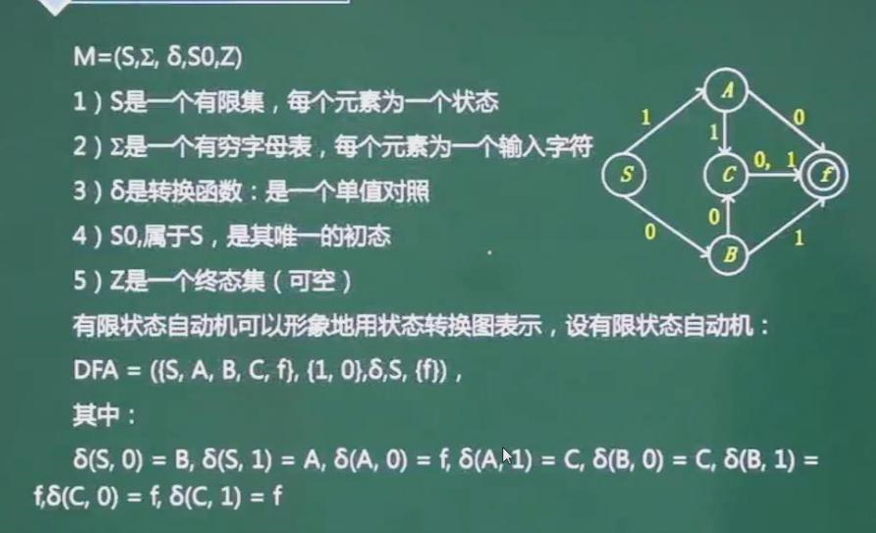 M=(S,Σ, δ,S0,Z)
1）S是一个有限集，每个元素为一个状态
2）Σ是一个有穷字母表，每个元素为一个输入字符
3）δ是转换函数：是一个单值对照
4）S0,属于S，是其唯一的初态
5）Z是一个终态集（可空）
有限状态自动机可以形象地用状态转换图表示，设有限状态自动机：
DFA = ({S, A, B, C, f}, {1, 0},δ,S, {f})，
其中：
δ(S, 0) = B, δ(S, 1) = A, δ(A, 0) = f, δ(A, 1) = C, δ(B, 0) = C, δ(B, 1) =
f,δ(C, 0) = f, δ(C, 1) = f
A
1
0
1
0, 1
S
C
f
0
0
1
B